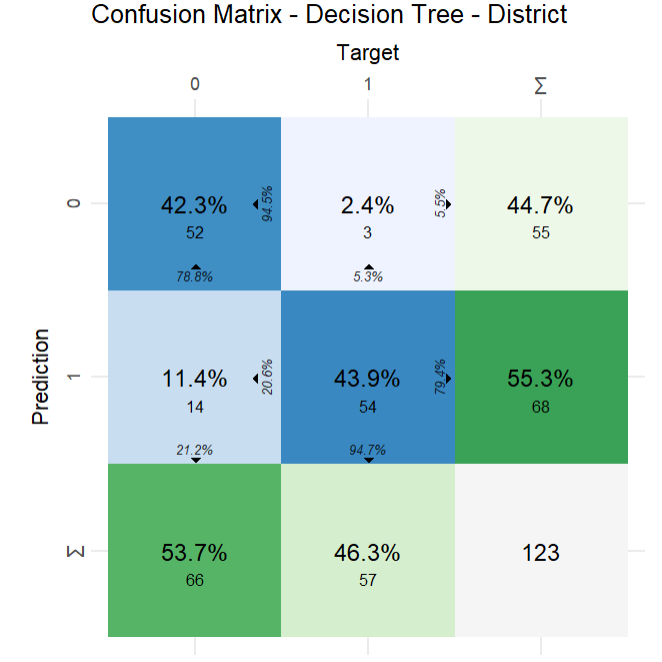 Confusion Matrix - Decision Tree - District
Target
0 1 Σ
0
42.3% 94.5% 2.4% 5.5% 44.7%
52 3 55
78.8% 5.3%
Prediction
1
11.4% 20.6% 43.9% 79.4% 55.3%
14 54 68
21.2% 94.7%
Σ
53.7% 46.3% 123
66 57